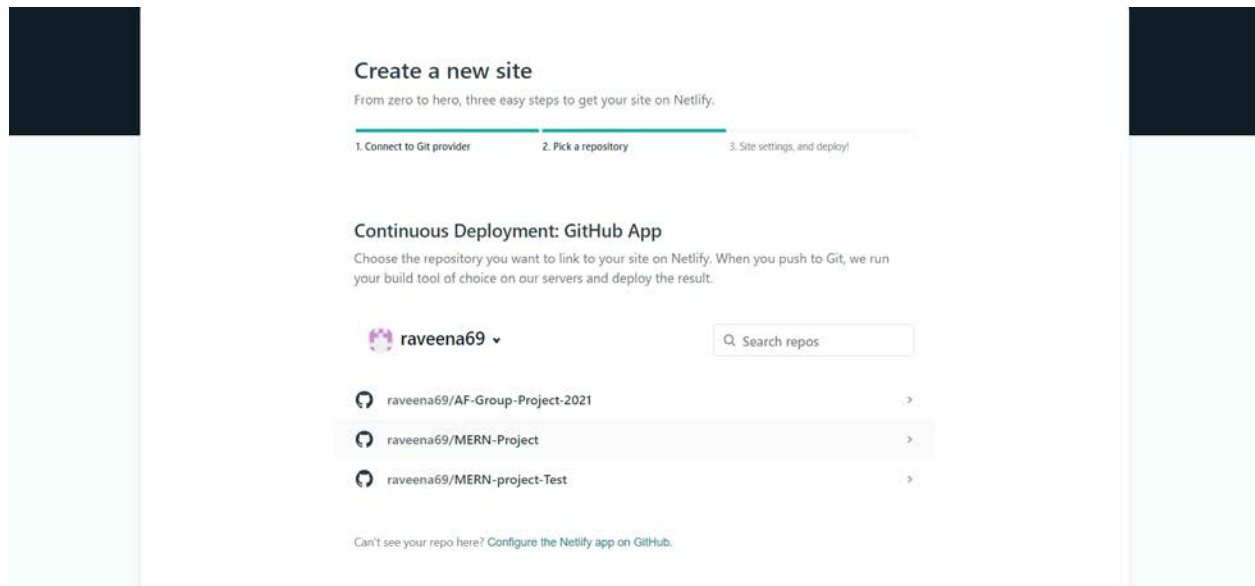 Create a new site
From zero to hero, three easy steps to get your site on Netlify.
1. Connect to Git provider
2. Pick a repository
3. Site settings, and deploy!
Continuous Deployment: GitHub App
Choose the repository you want to link to your site on Netlify. When you push to Git, we run
your build tool of choice on our servers and deploy the result.
raveena69
Search repos
raveena69/AF-Group-Project-2021
raveena69/MERN-Project
raveena69/MERN-project-Test
Can't see your repo here? Configure the Netlify app on GitHub.